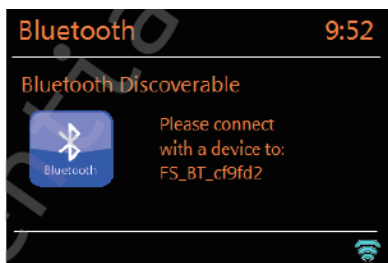 Bluetooth 9:52
Bluetooth Discoverable
Please connect
with a device to:
FS_BT_cf9fd2
Bluetooth